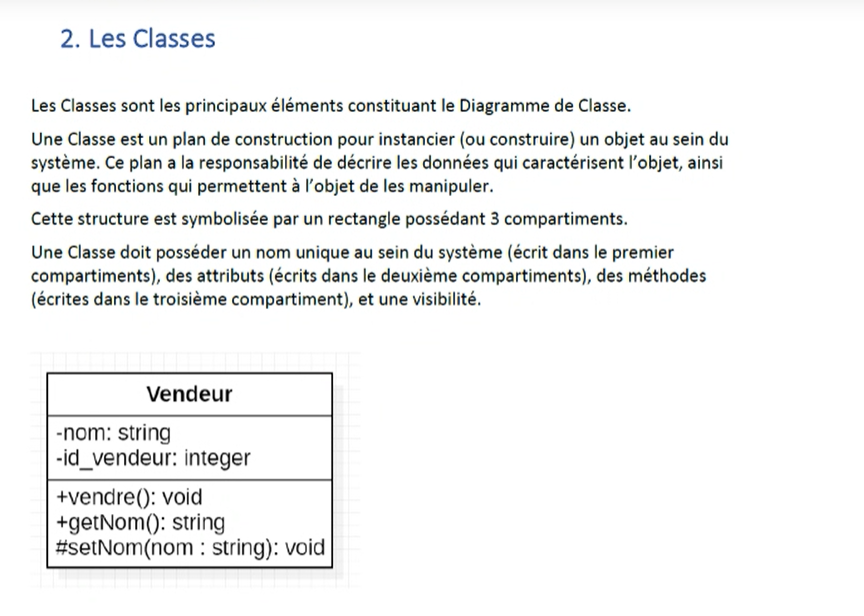 2. Les Classes
Les Classes sont les principaux éléments constituant le Diagramme de Classe.
Une Classe est un plan de construction pour instancier (ou construire) un objet au sein du
système. Ce plan a la responsabilité de décrire les données qui caractérisent l'objet, ainsi
que les fonctions qui permettent à l'objet de les manipuler.
Cette structure est symbolisée par un rectangle possédant 3 compartiments.
Une Classe doit posséder un nom unique au sein du système (écrit dans le premier
compartiments), des attributs (écrits dans le deuxième compartiments), des méthodes
(écrites dans le troisième compartiment), et une visibilité.
Vendeur
-nom: string
-id_vendeur: integer
+vendre(): void
+getNom(): string
#setNom(nom : string): void